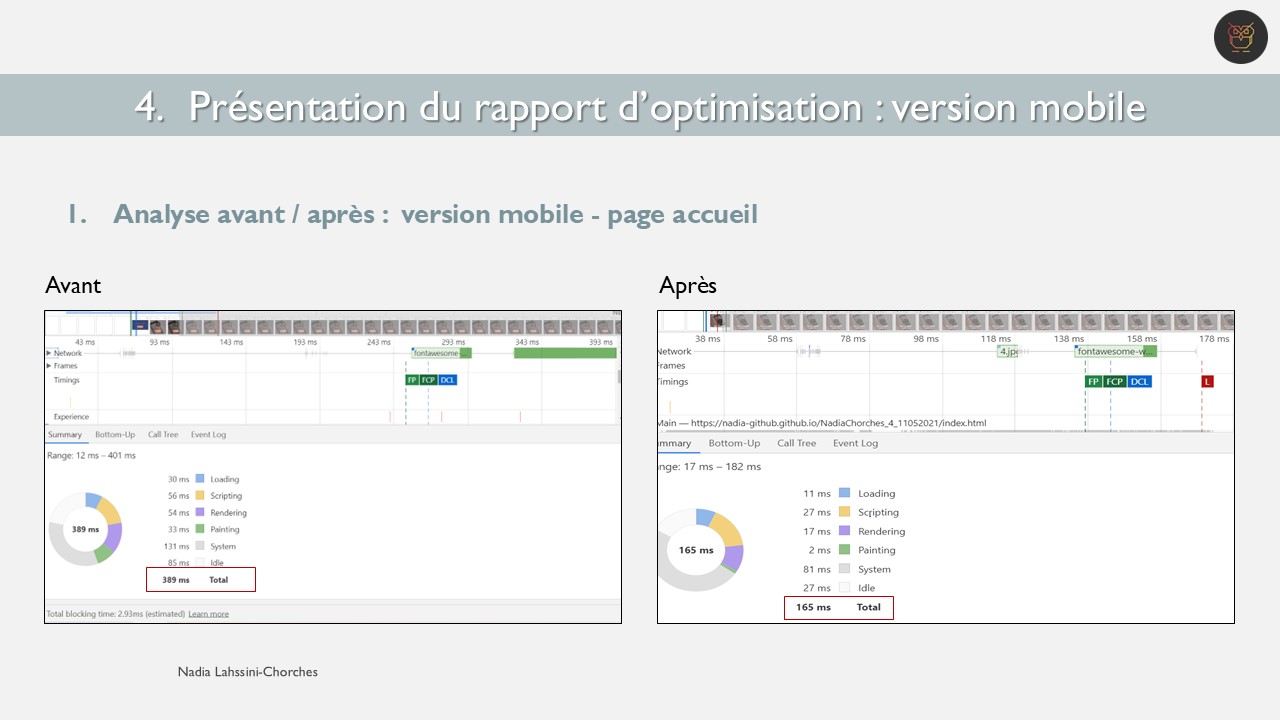 4. Présentation du rapport d’optimisation : version mobile
1. Analyse avant / après : version mobile - page accueil
Avant
43 ms 93 ms 143 ms 193 ms 243 ms 293 ms 343 ms 393 ms
Network fontawesome-...
Frames
Timings FP FCP DCL
Experience
Summary Bottom-Up Call Tree Event Log
Range: 12 ms – 401 ms
389 ms
30 ms Loading
56 ms Scripting
54 ms Rendering
33 ms Painting
131 ms System
85 ms Idle
389 ms Total
Total blocking time: 2.93ms (estimated) Learn more
Après
38 ms 58 ms 78 ms 98 ms 118 ms 138 ms 158 ms 178 ms
Network 4.jp fontawesome-w...
Frames
Timings FP FCP DCL L
Main — https://nadia-github.github.io/NadiaChorches_4_11052021/index.html
mmary Bottom-Up Call Tree Event Log
nge: 17 ms – 182 ms
165 ms
11 ms Loading
27 ms Scripting
17 ms Rendering
2 ms Painting
81 ms System
27 ms Idle
165 ms Total
Nadia Lahssini-Chorches